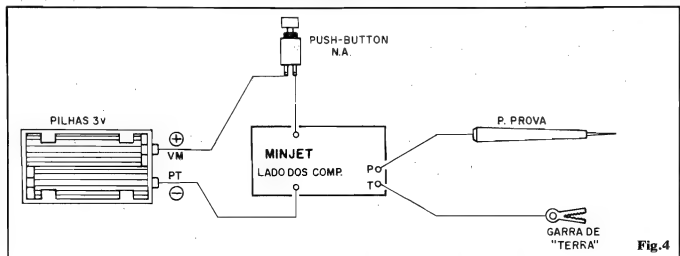 PUSH-BUTTON
N.A.
PILHAS 3v
+
VM
PT
−
MINJET
LADO DOS COMP.
P
T
P. PROVA
GARRA DE
"TERRA"
Fig.4